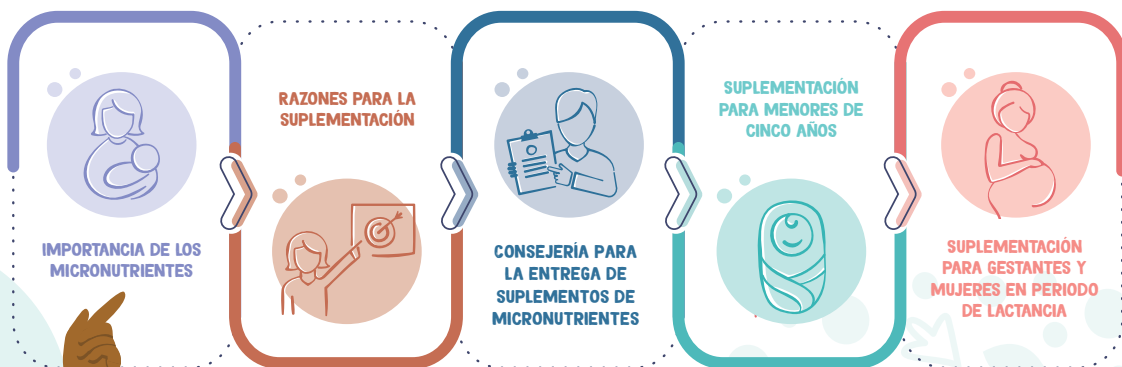 IMPORTANCIA DE LOS
MICRONUTRIENTES
RAZONES PARA LA
SUPLEMENTACIÓN
CONSEJERÍA PARA
LA ENTREGA DE
SUPLEMENTOS DE
MICRONUTRIENTES
SUPLEMENTACIÓN
PARA MENORES DE
CINCO AÑOS
SUPLEMENTACIÓN
PARA GESTANTES Y
MUJERES EN PERIODO
DE LACTANCIA